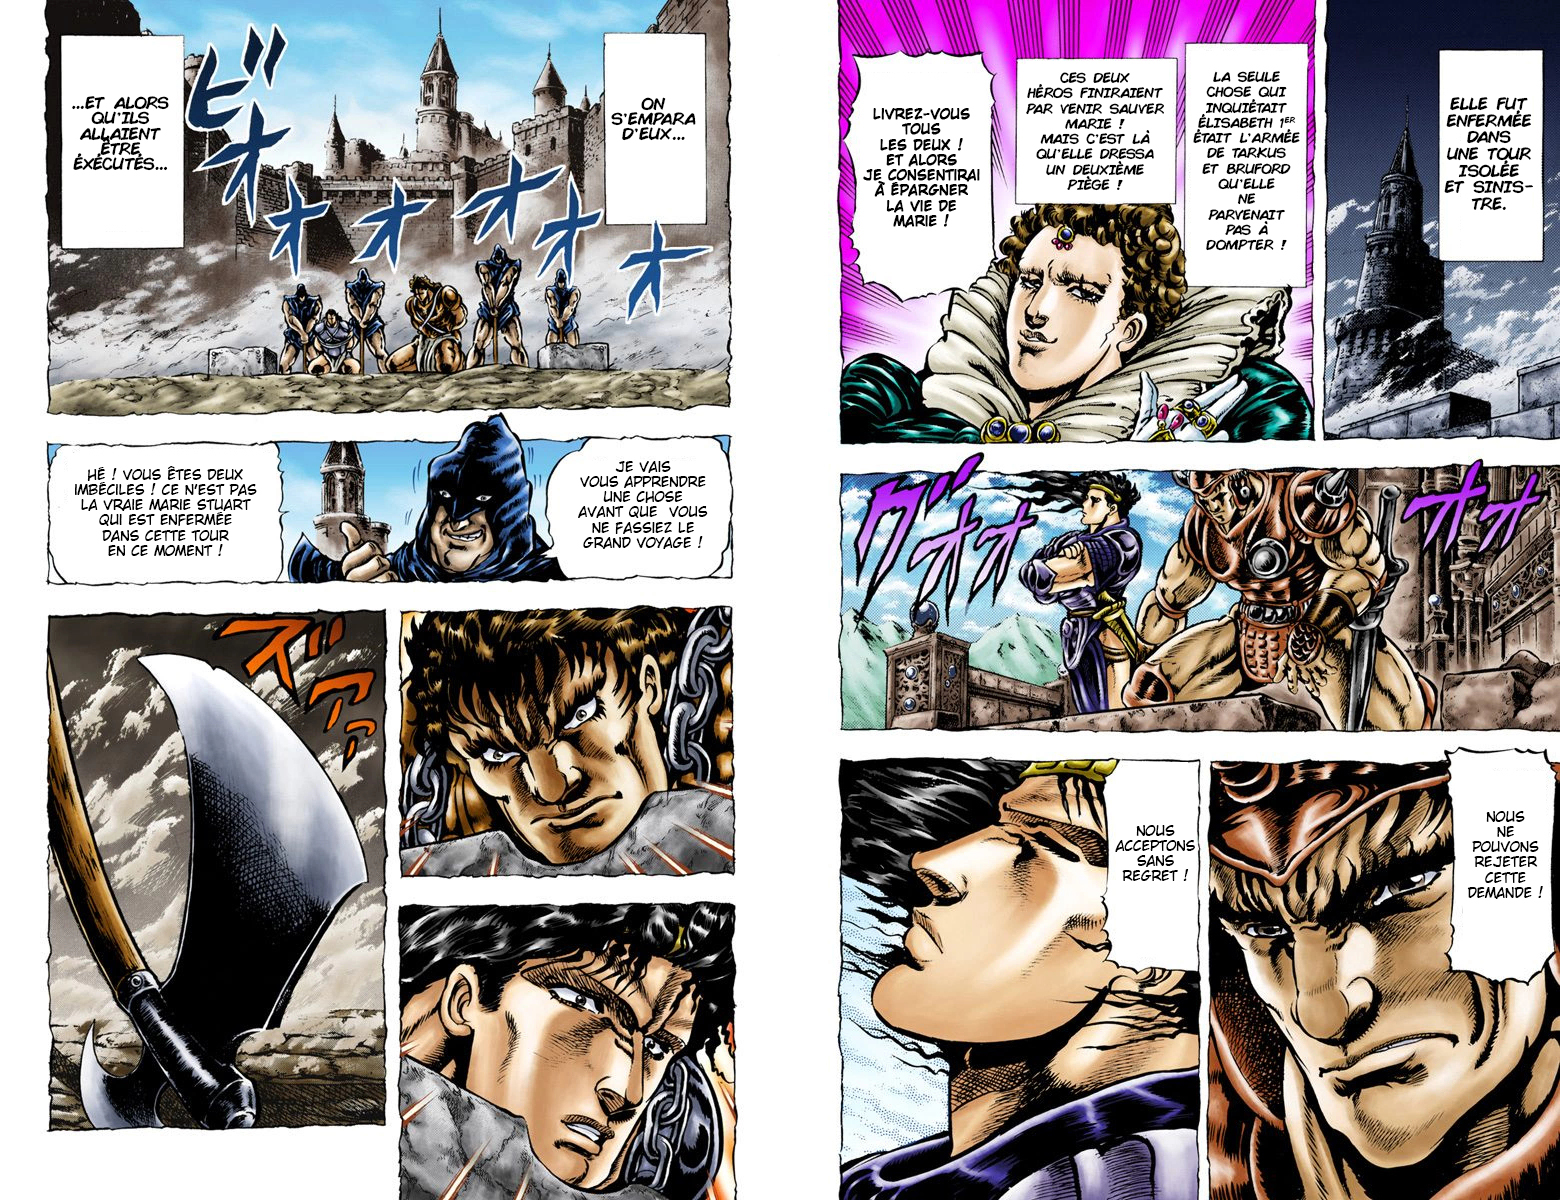 ELLE FUT
ENFERMÉE
DANS
UNE TOUR
ISOLÉE
ET SINIS-
TRE.
LA SEULE
CHOSE QUI
INQUIÉTAIT
ÉLISABETH 1ER
ÉTAIT L'ARMÉE
DE TARKUS
ET BRUFORD
QU'ELLE
NE
PARVENAIT
PAS À
DOMPTER !
CES DEUX
HÉROS FINIRAIENT
PAR VENIR SAUVER
MARIE !
MAIS C'EST LÀ
QU'ELLE DRESSA
UN DEUXIÈME
PIÈGE !
LIVREZ-VOUS
TOUS
LES DEUX !
ET ALORS
JE CONSENTIRAI
À ÉPARGNER
LA VIE DE
MARIE !
グオオオオ
NOUS
NE
POUVONS
REJETER
CETTE
DEMANDE !
NOUS
ACCEPTONS
SANS
REGRET !
ON
S'EMPARA
D'EUX...
ビオオオオオオ
...ET ALORS
QU'ILS
ALLAIENT
ÊTRE
ÉXÉCUTÉS...
JE VAIS
VOUS APPRENDRE
UNE CHOSE
AVANT QUE VOUS
NE FASSIEZ LE
GRAND VOYAGE !
HÉ ! VOUS ÊTES DEUX
IMBÉCILES ! CE N'EST PAS
LA VRAIE MARIE STUART
QUI EST ENFERMÉE
DANS CETTE TOUR
EN CE MOMENT !
ズアアッ